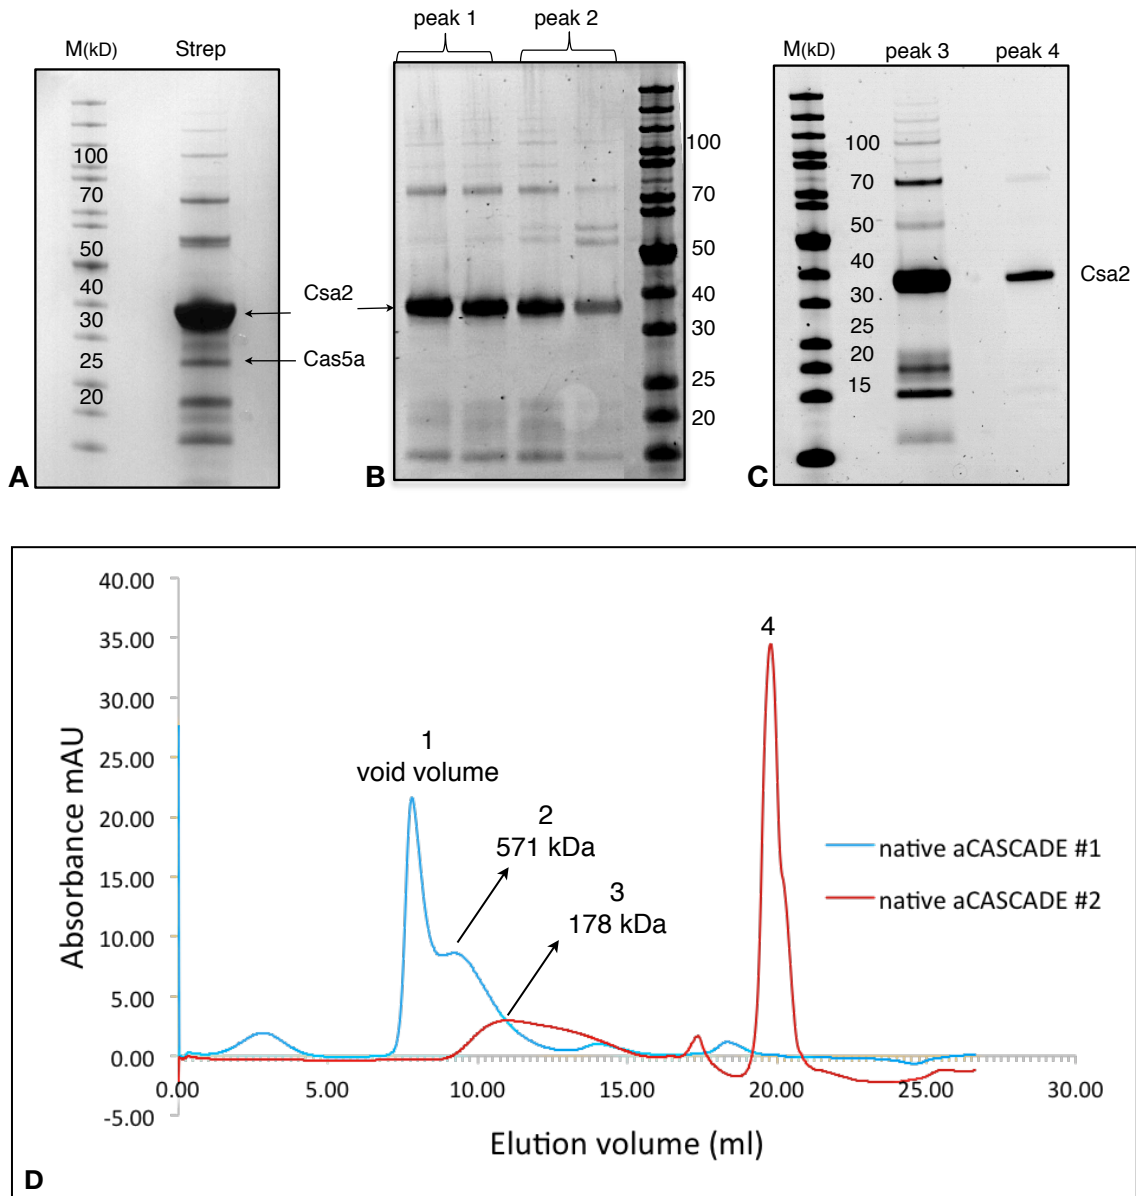 peak 1 peak 2
M(kD) Strep
100
70
50
40
30
25
20
Csa2
Cas5a
A
100
70
50
40
30
25
20
B
M(kD) peak 3 peak 4
100
70
50
40
30
25
20
15
Csa2
C
40.00
35.00
30.00
25.00
20.00
15.00
10.00
5.00
0.00
-5.00
Absorbance mAU
1
void volume
2
571 kDa
3
178 kDa
4
native aCASCADE #1
native aCASCADE #2
0.00 5.00 10.00 15.00 20.00 25.00 30.00
Elution volume (ml)
D